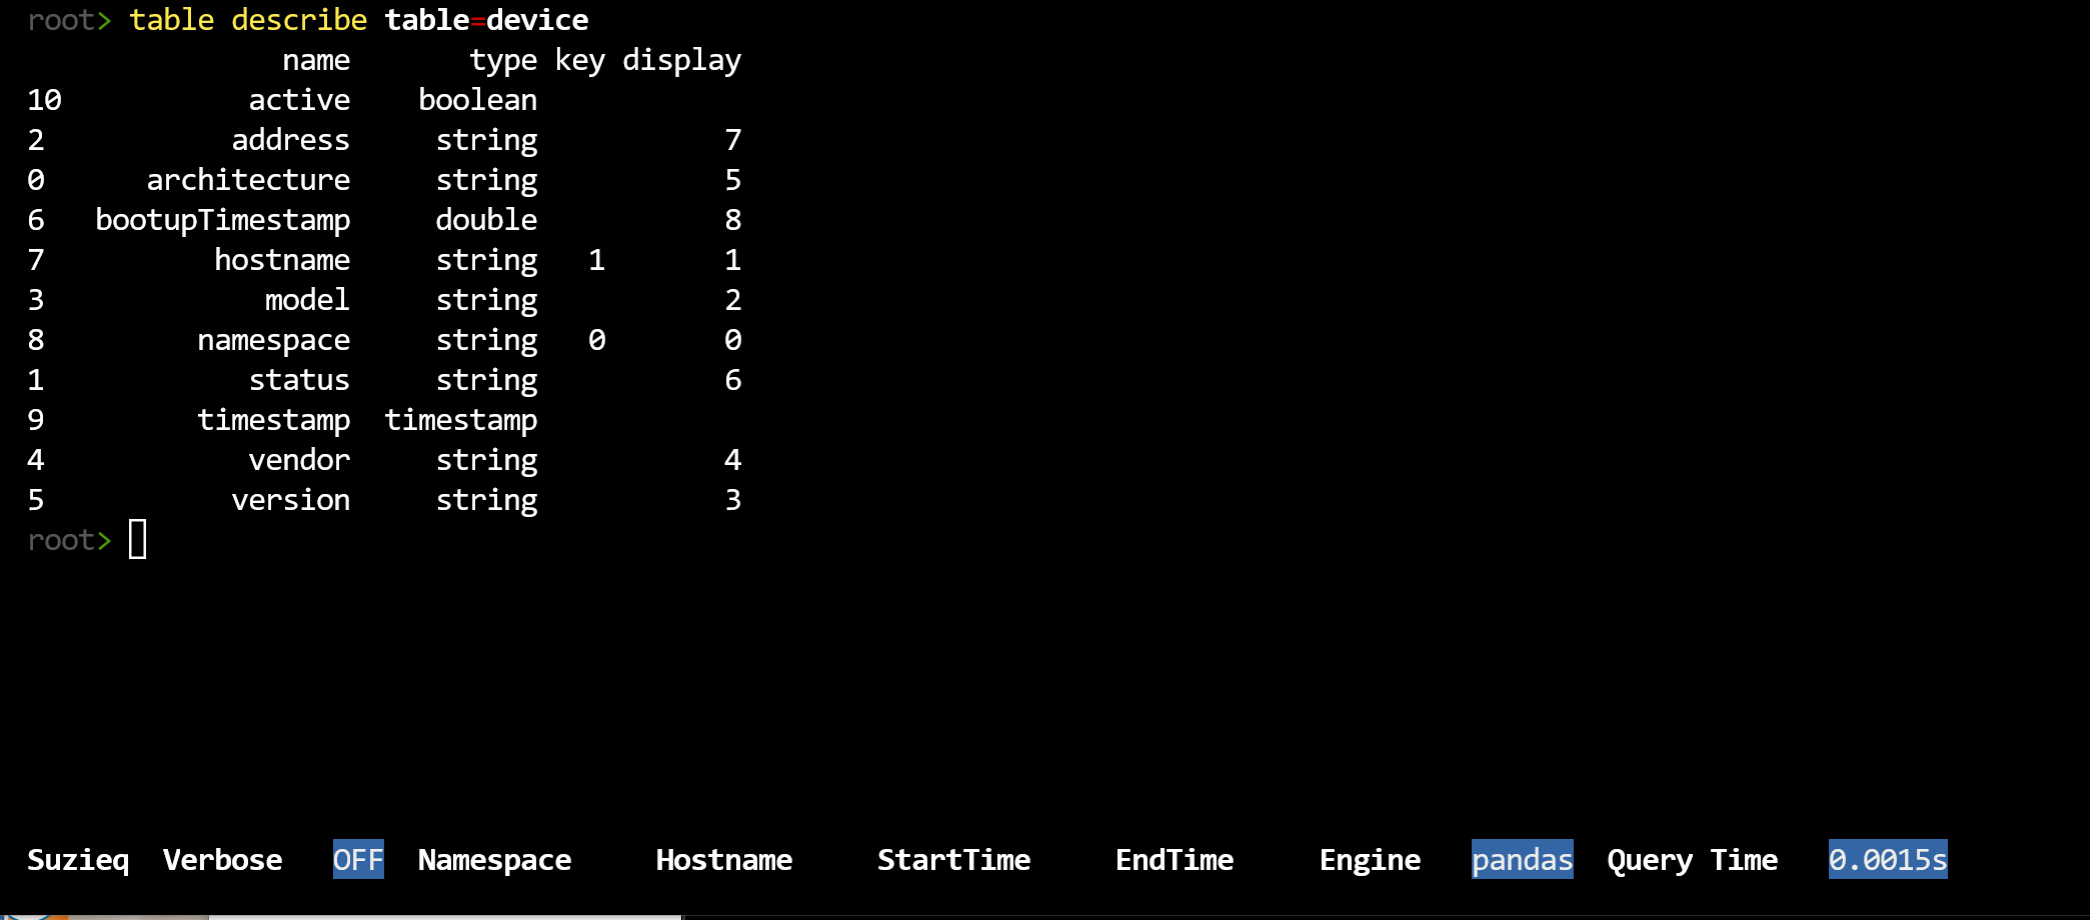 root> table describe table=device
name type key display
10 active boolean
2 address string 7
0 architecture string 5
6 bootupTimestamp double 8
7 hostname string 1 1
3 model string 2
8 namespace string 0 0
1 status string 6
9 timestamp timestamp
4 vendor string 4
5 version string 3
root>
Suzieq Verbose OFF Namespace Hostname StartTime EndTime Engine pandas Query Time 0.0015s